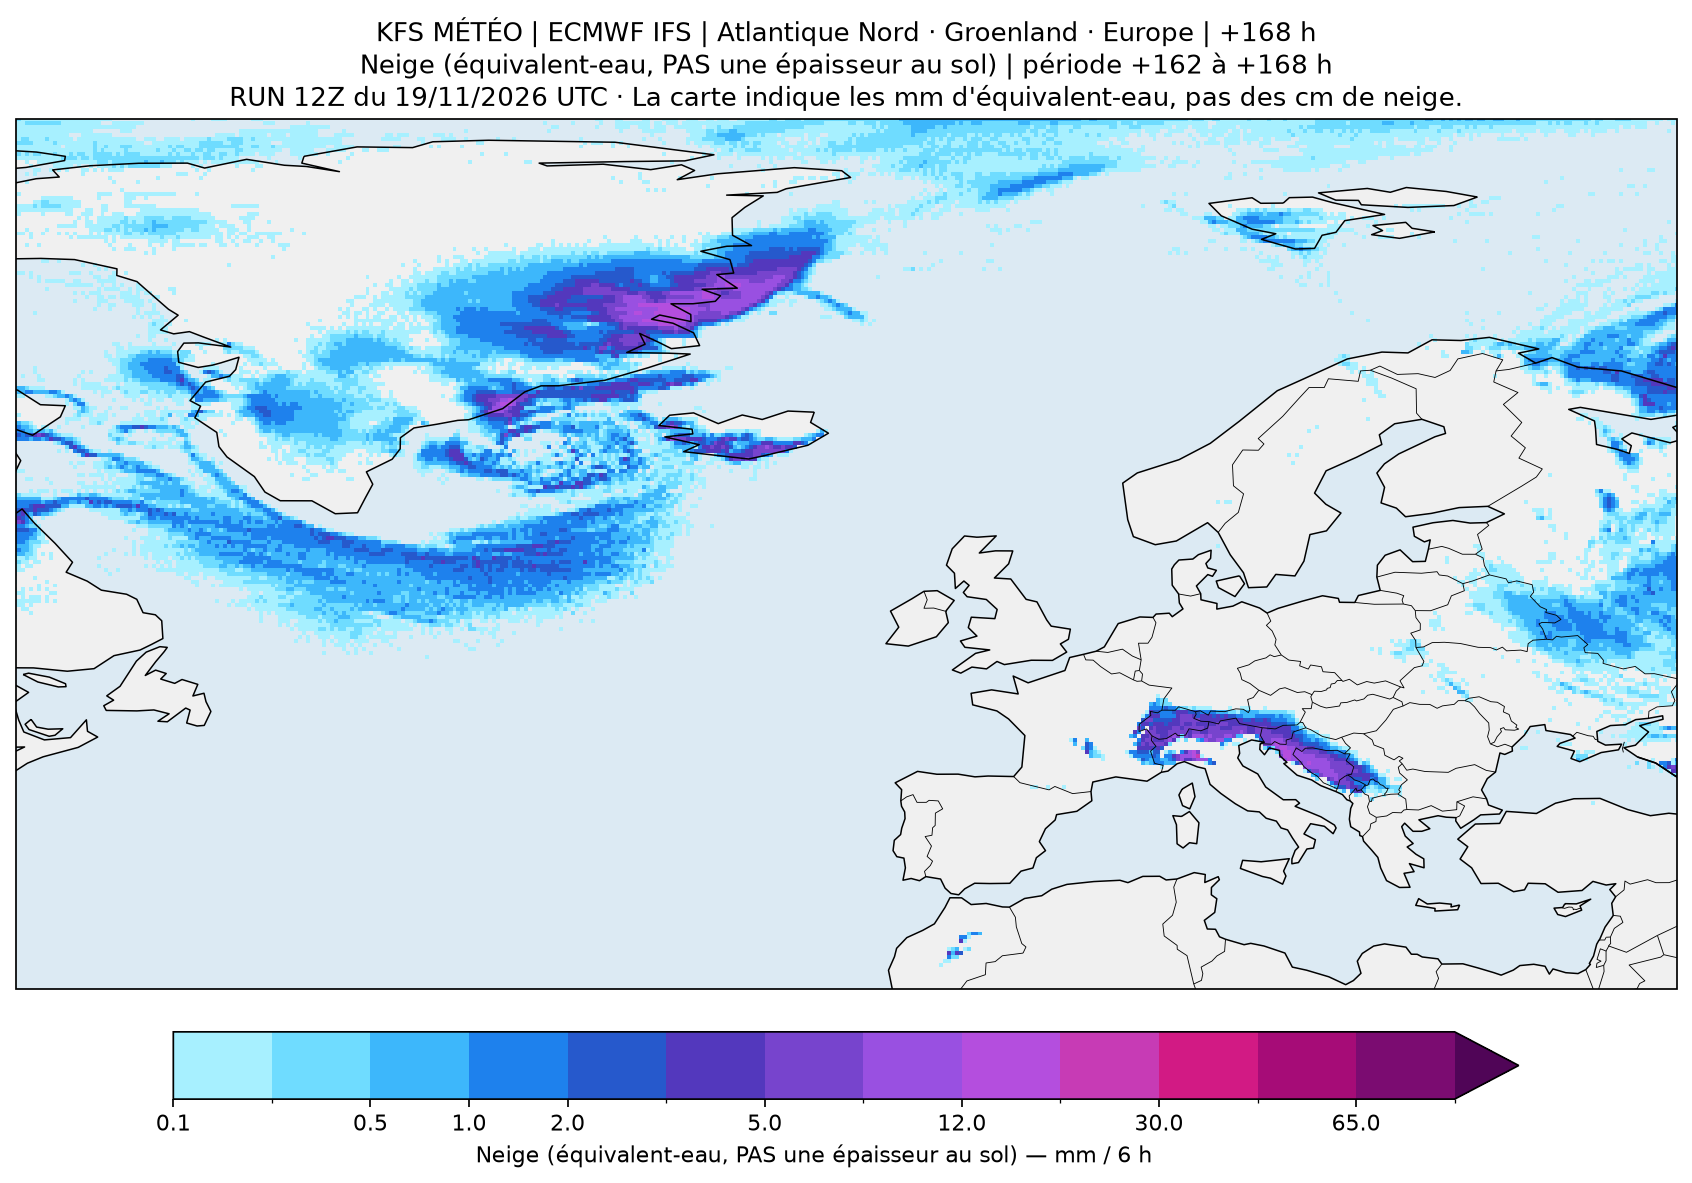 KFS MÉTÉO | ECMWF IFS | Atlantique Nord · Groenland · Europe | +168 h
Neige (équivalent-eau, PAS une épaisseur au sol) | période +162 à +168 h
RUN 12Z du 19/11/2026 UTC · La carte indique les mm d'équivalent-eau, pas des cm de neige.
0.1 0.5 1.0 2.0 5.0 12.0 30.0 65.0
Neige (équivalent-eau, PAS une épaisseur au sol) — mm / 6 h